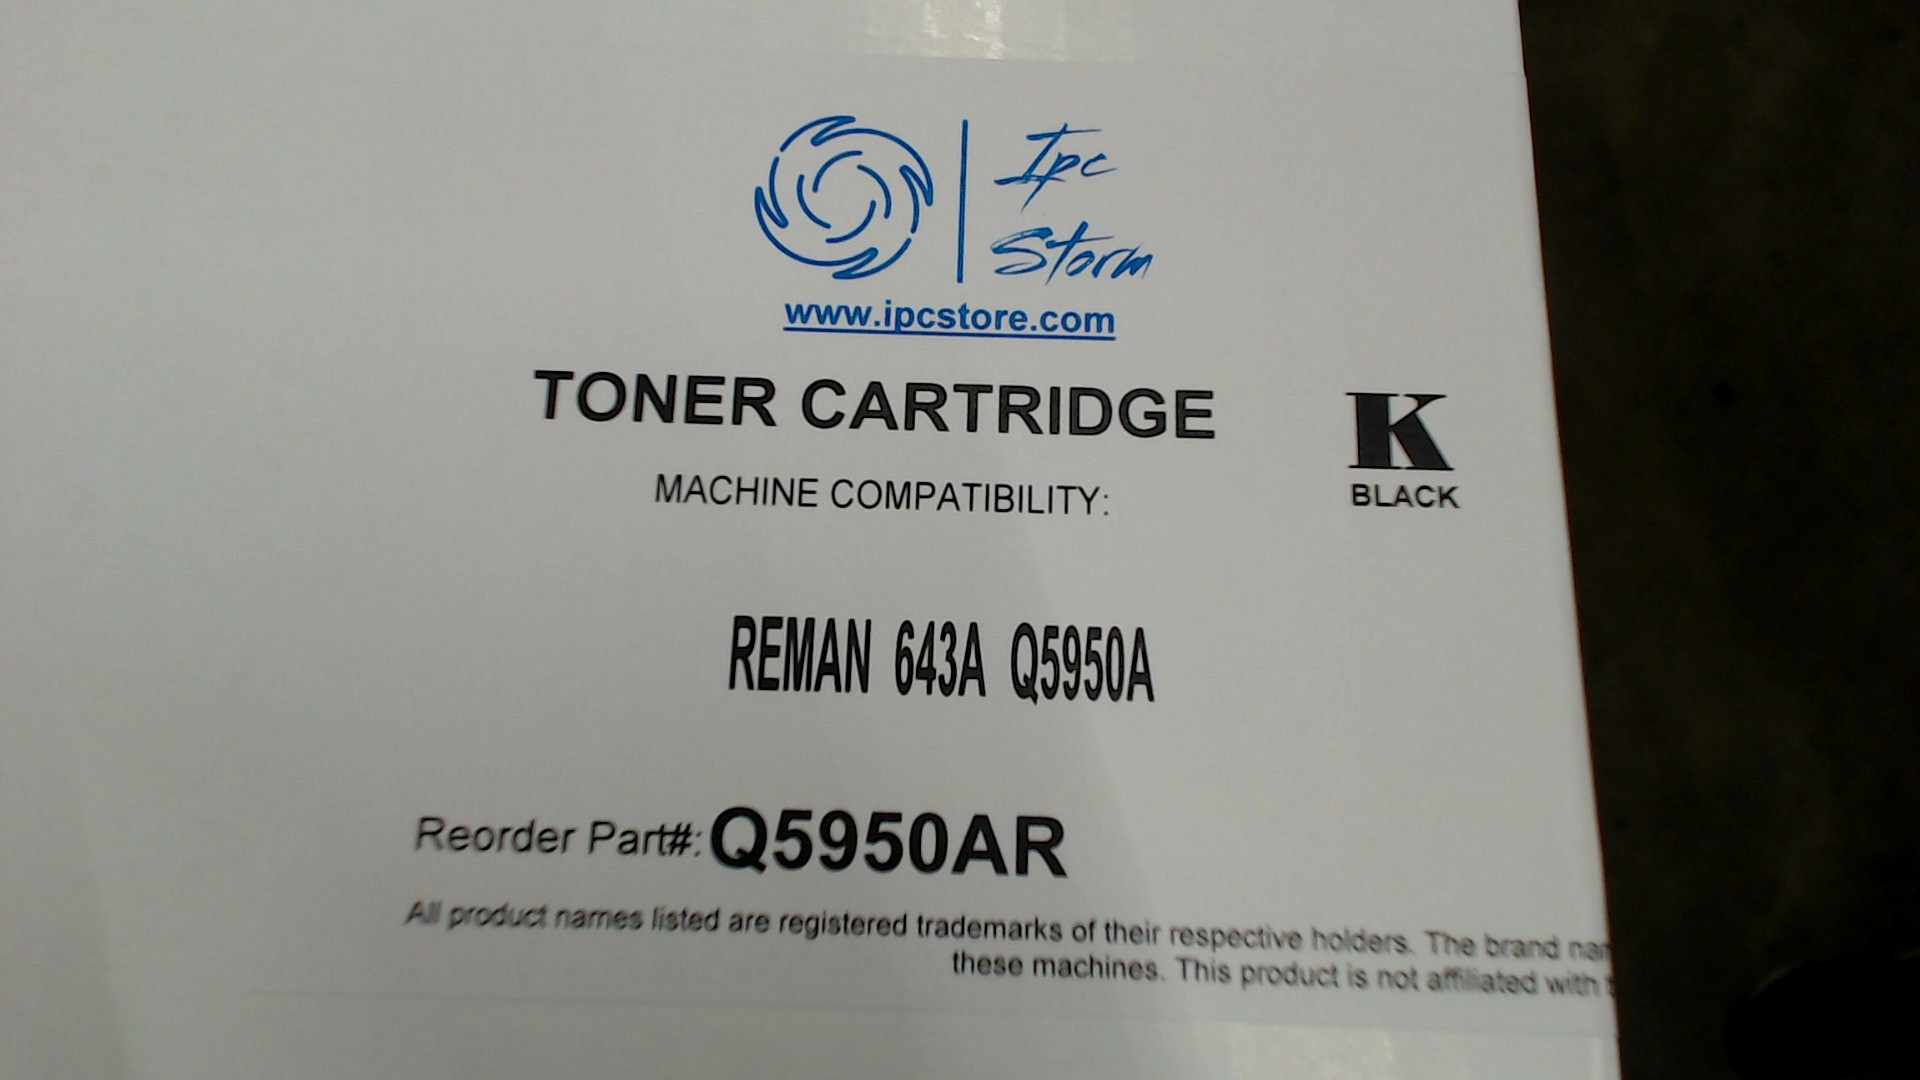 Ipc
Storm
www.ipcstore.com
TONER CARTRIDGE
K
BLACK
MACHINE COMPATIBILITY:
REMAN 643A Q5950A
Reorder Part#: Q5950AR
All product names listed are registered trademarks of their respective holders. The brand
these machines. This product is not affiliated with